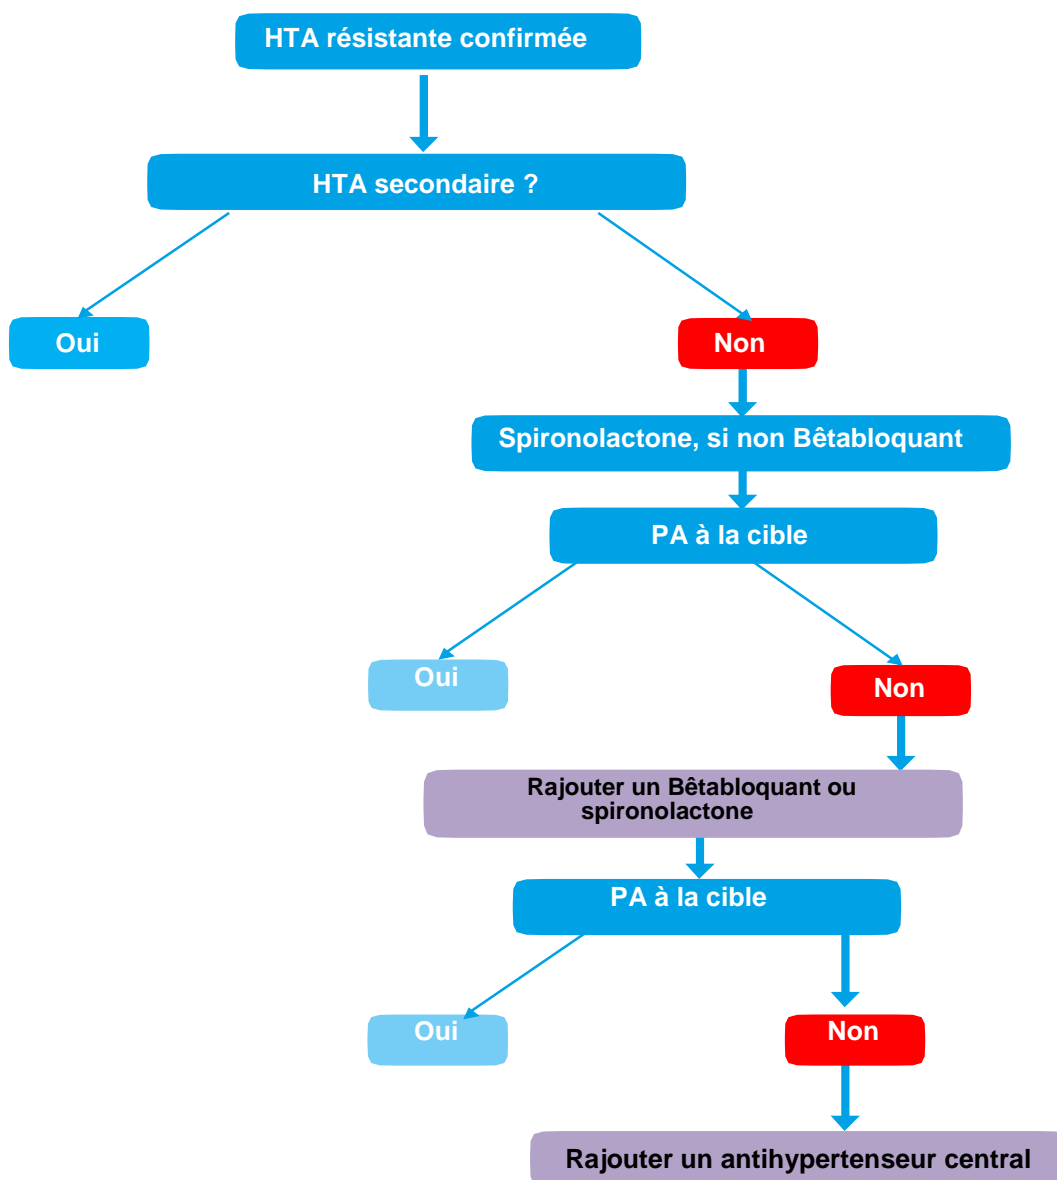 HTA résistante confirmée
HTA secondaire ?
Oui
Non
Spironolactone, si non Bêtabloquant
PA à la cible
Oui
Non
Rajouter un Bêtabloquant ou
spironolactone
PA à la cible
Oui
Non
Rajouter un antihypertenseur central